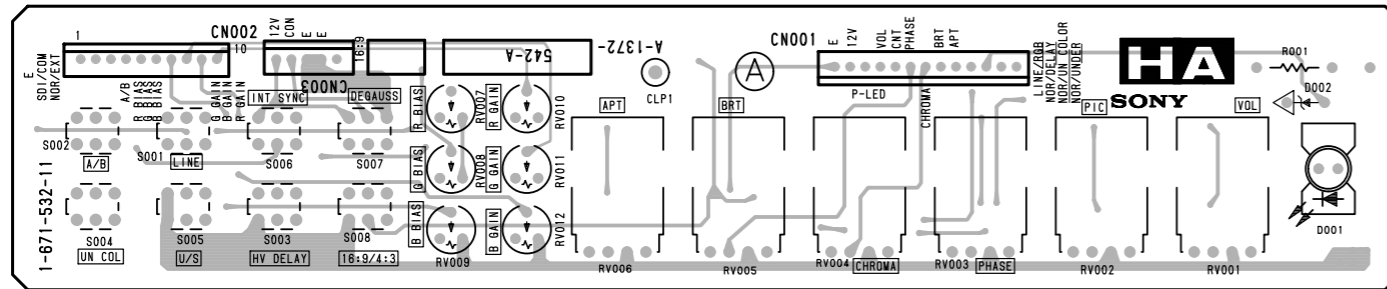 1
CN002
10
E
SDI/COM
NOR/EXT
A/B
R BIAS
G BIAS
B BIAS
G GAIN
B GAIN
R GAIN
12V
CON
E
E
CN003
16:9
542-A
A-1372-
CLP1
A
CN001
E
12V
VOL
CNT
PHASE
BRT
APT
P-LED
CHROMA
LINE/RGB
NOR/DELAY
NOR/UN COLOR
NOR/UNDER
HA
SONY
R001
D002
D001
INT SYNC
DEGAUSS
R BIAS
RV007
R GAIN
RV010
APT
BRT
PIC
VOL
S002
A/B
S001
LINE
S006
S007
G BIAS
RV008
G GAIN
RV011
1-671-532-11
S004
UN COL
S005
U/S
S003
HV DELAY
S008
16:9/4:3
B BIAS
RV009
B GAIN
RV012
RV006
RV005
RV004
CHROMA
RV003
PHASE
RV002
RV001